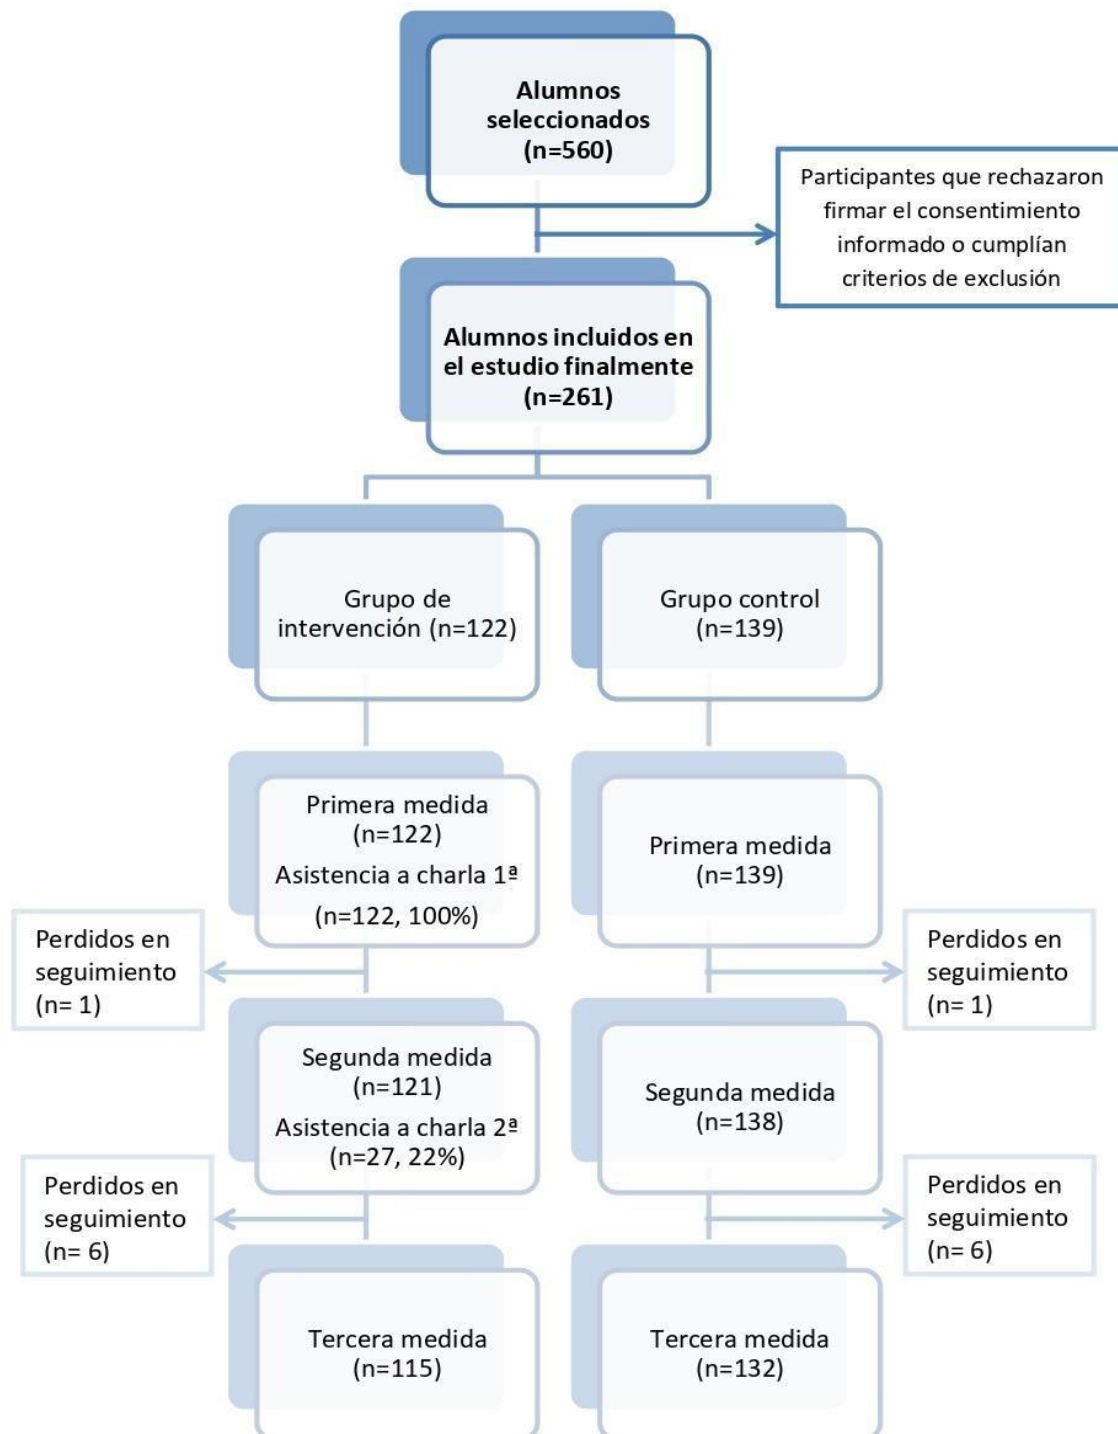 Alumnos
seleccionados
(n=560)
Participantes que rechazaron
firmar el consentimiento
informado o cumplían
criterios de exclusión
Alumnos incluidos en
el estudio finalmente
(n=261)
Grupo de
intervención (n=122)
Grupo control
(n=139)
Primera medida
(n=122)
Asistencia a charla 1ª
(n=122, 100%)
Primera medida
(n=139)
Perdidos en
seguimiento
(n= 1)
Perdidos en
seguimiento
(n= 1)
Segunda medida
(n=121)
Asistencia a charla 2ª
(n=27, 22%)
Segunda medida
(n=138)
Perdidos en
seguimiento
(n= 6)
Perdidos en
seguimiento
(n= 6)
Tercera medida
(n=115)
Tercera medida
(n=132)